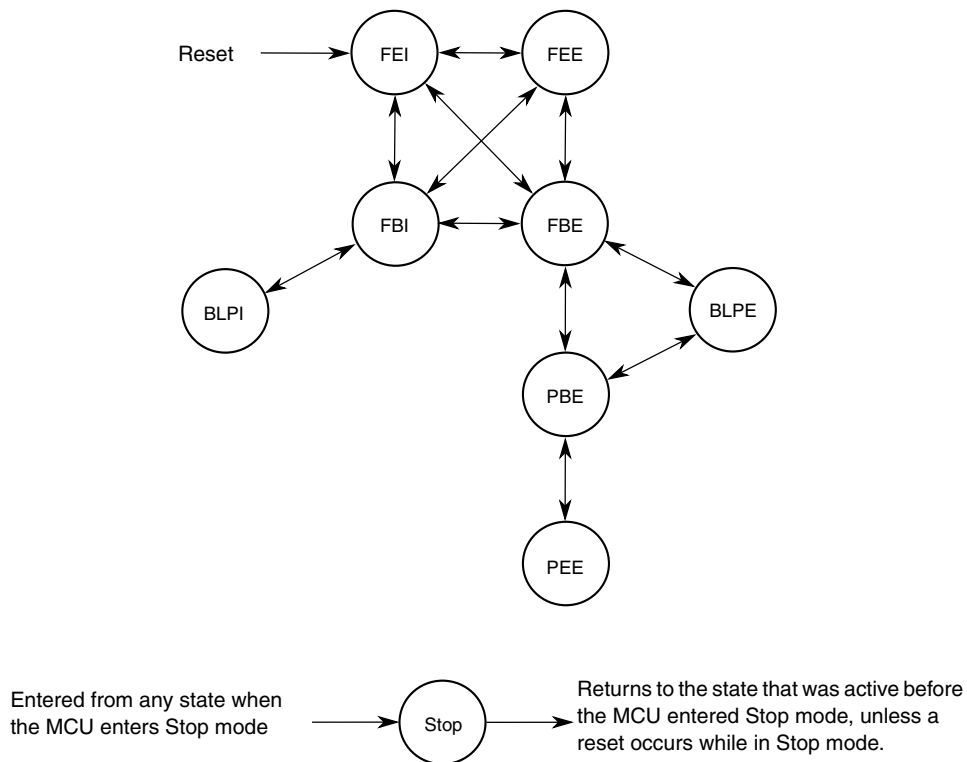 Reset
FEI
FEE
FBI
FBE
BLPI
BLPE
PBE
PEE
Entered from any state when
the MCU enters Stop mode
Stop
Returns to the state that was active before
the MCU entered Stop mode, unless a
reset occurs while in Stop mode.